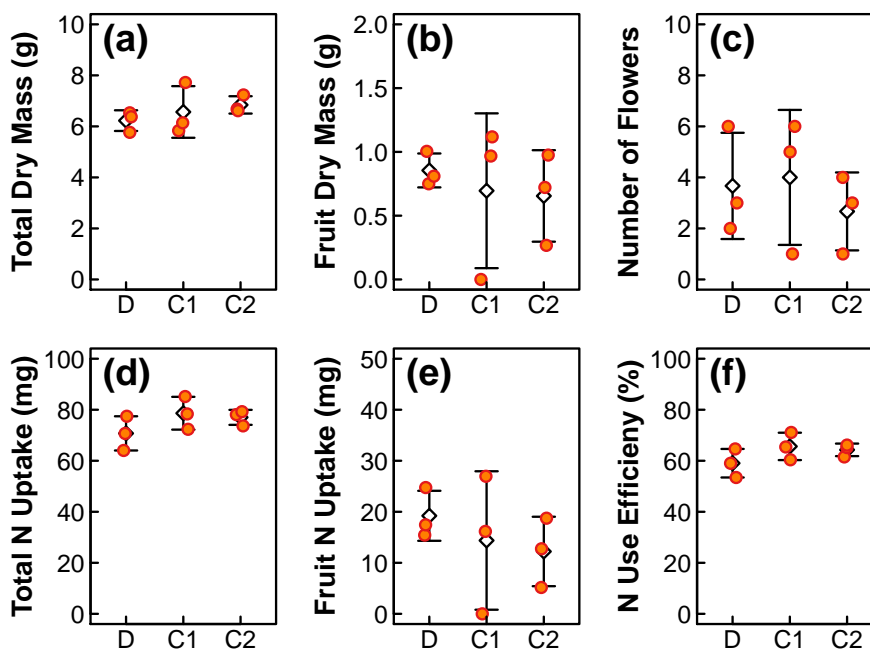 Total Dry Mass (g)
(a)
10
8
6
4
2
0
D C1 C2
Fruit Dry Mass (g)
(b)
2.0
1.5
1.0
0.5
0.0
D C1 C2
Number of Flowers
(c)
10
8
6
4
2
0
D C1 C2
Total N Uptake (mg)
(d)
100
80
60
40
20
0
D C1 C2
Fruit N Uptake (mg)
(e)
50
40
30
20
10
0
D C1 C2
N Use Efficieny (%)
(f)
100
80
60
40
20
0
D C1 C2